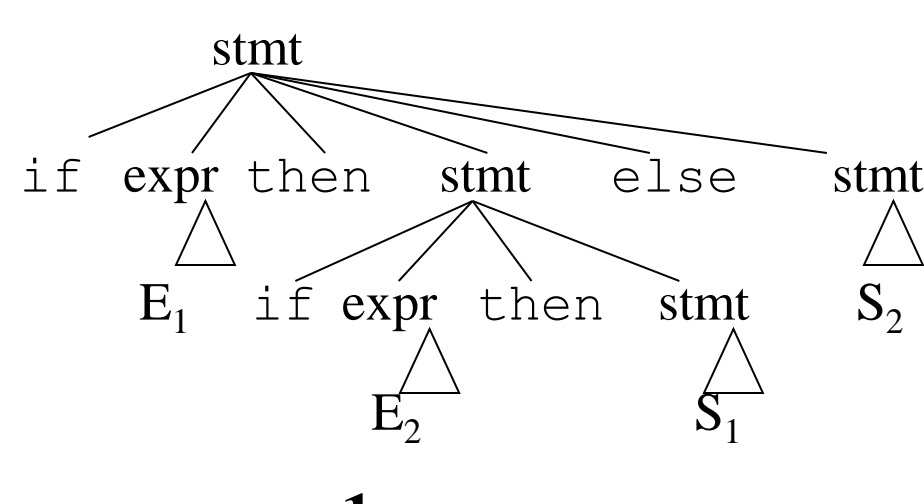 stmt
if expr then stmt else stmt
E₁ if expr then stmt S₂
E₂ S₁